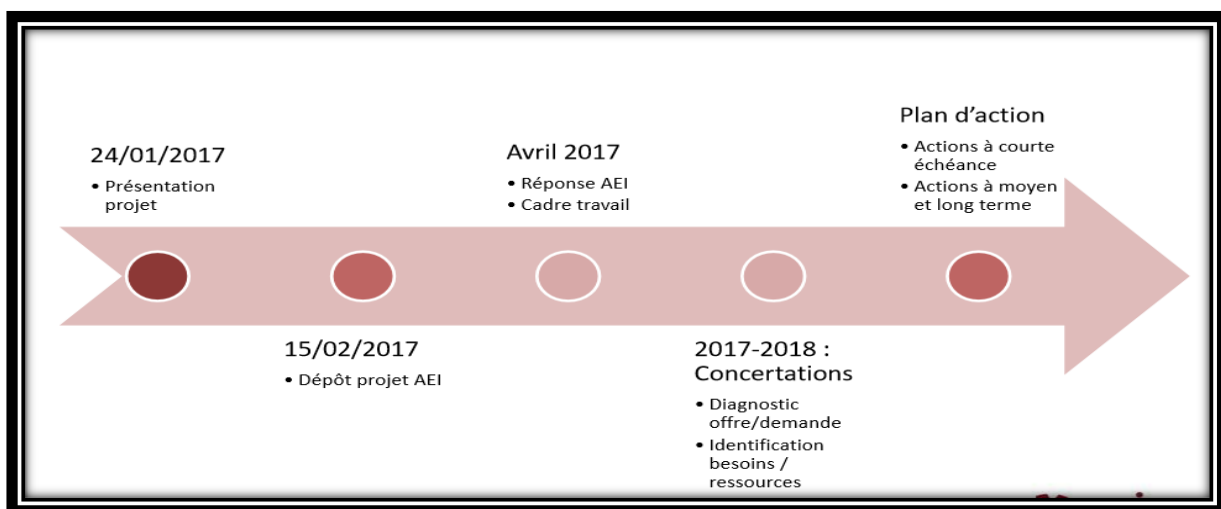 24/01/2017
• Présentation
projet
15/02/2017
• Dépôt projet AEI
Avril 2017
• Réponse AEI
• Cadre travail
2017-2018 :
Concertations
• Diagnostic
offre/demande
• Identification
besoins /
ressources
Plan d’action
• Actions à courte
échéance
• Actions à moyen
et long terme